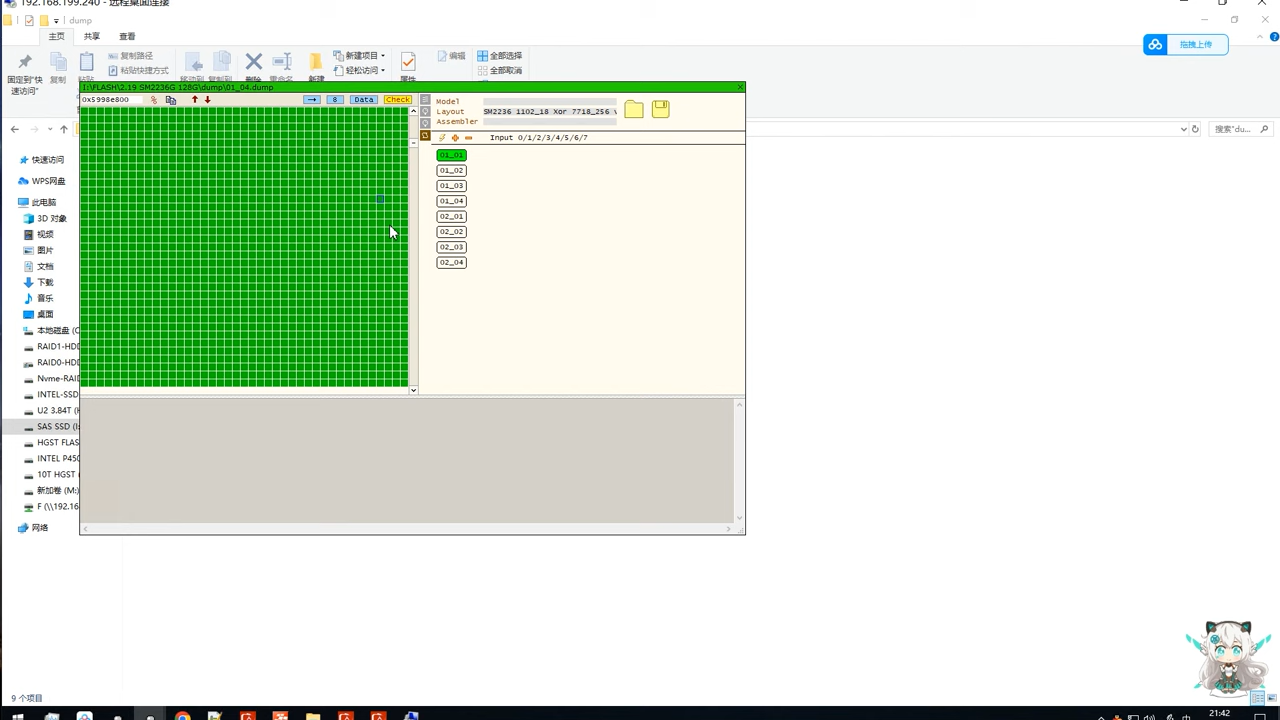 192.168.199.240 - 远程桌面连接
dump
主页
共享
查看
复制路径
粘贴快捷方式
新建项目
轻松访问
编辑
全部选择
全部取消
拖拽上传
固定到"快
速访问"
复制
粘贴
移动到
复制到
删除
重命名
新建
属性
I:\FLASH\2.19 SM2236G 128G\dump\01_04.dump
0x5998e800
%
8
Data
Check
Model
Layout SM2236 1102_18 Xor 7718_256
Assembler
Input 0/1/2/3/4/5/6/7
01_01
01_02
01_03
01_04
02_01
02_02
02_03
02_04
搜索"du...
快速访问
WPS网盘
此电脑
3D 对象
视频
图片
文档
下载
音乐
桌面
本地磁盘 (C
RAID1-HDD
RAID0-HDD
Nvme-RAID
INTEL-SSD
U2 3.84T (H
SAS SSD (I:
HGST FLAS
INTEL P450
10T HGST (
新加卷 (M:)
F (\\192.16
网络
9 个项目
21:42